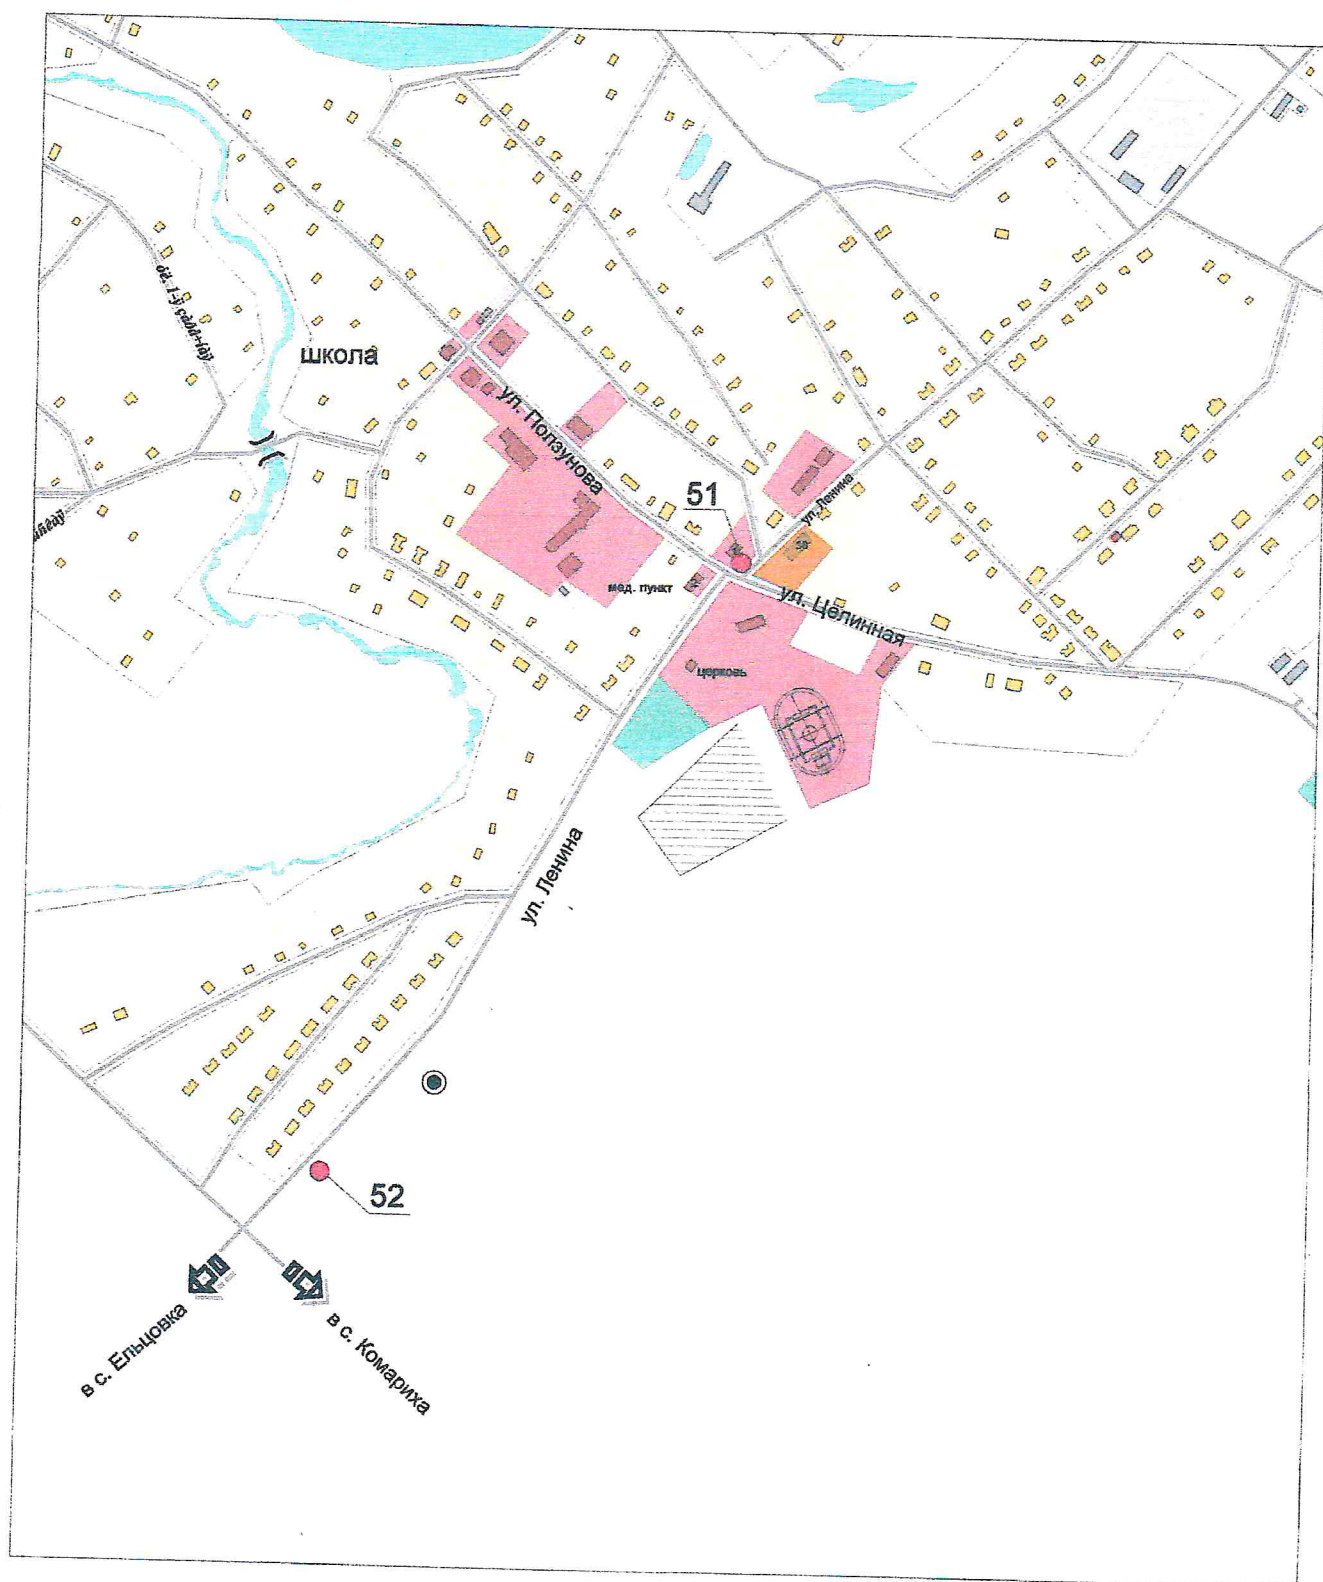 школа
ул. Ползунова
51
ул. Ленина
мед. пункт
ул. Целинная
церковь
ул. Ленина
52
в с. Ельцовка
в с. Комариха